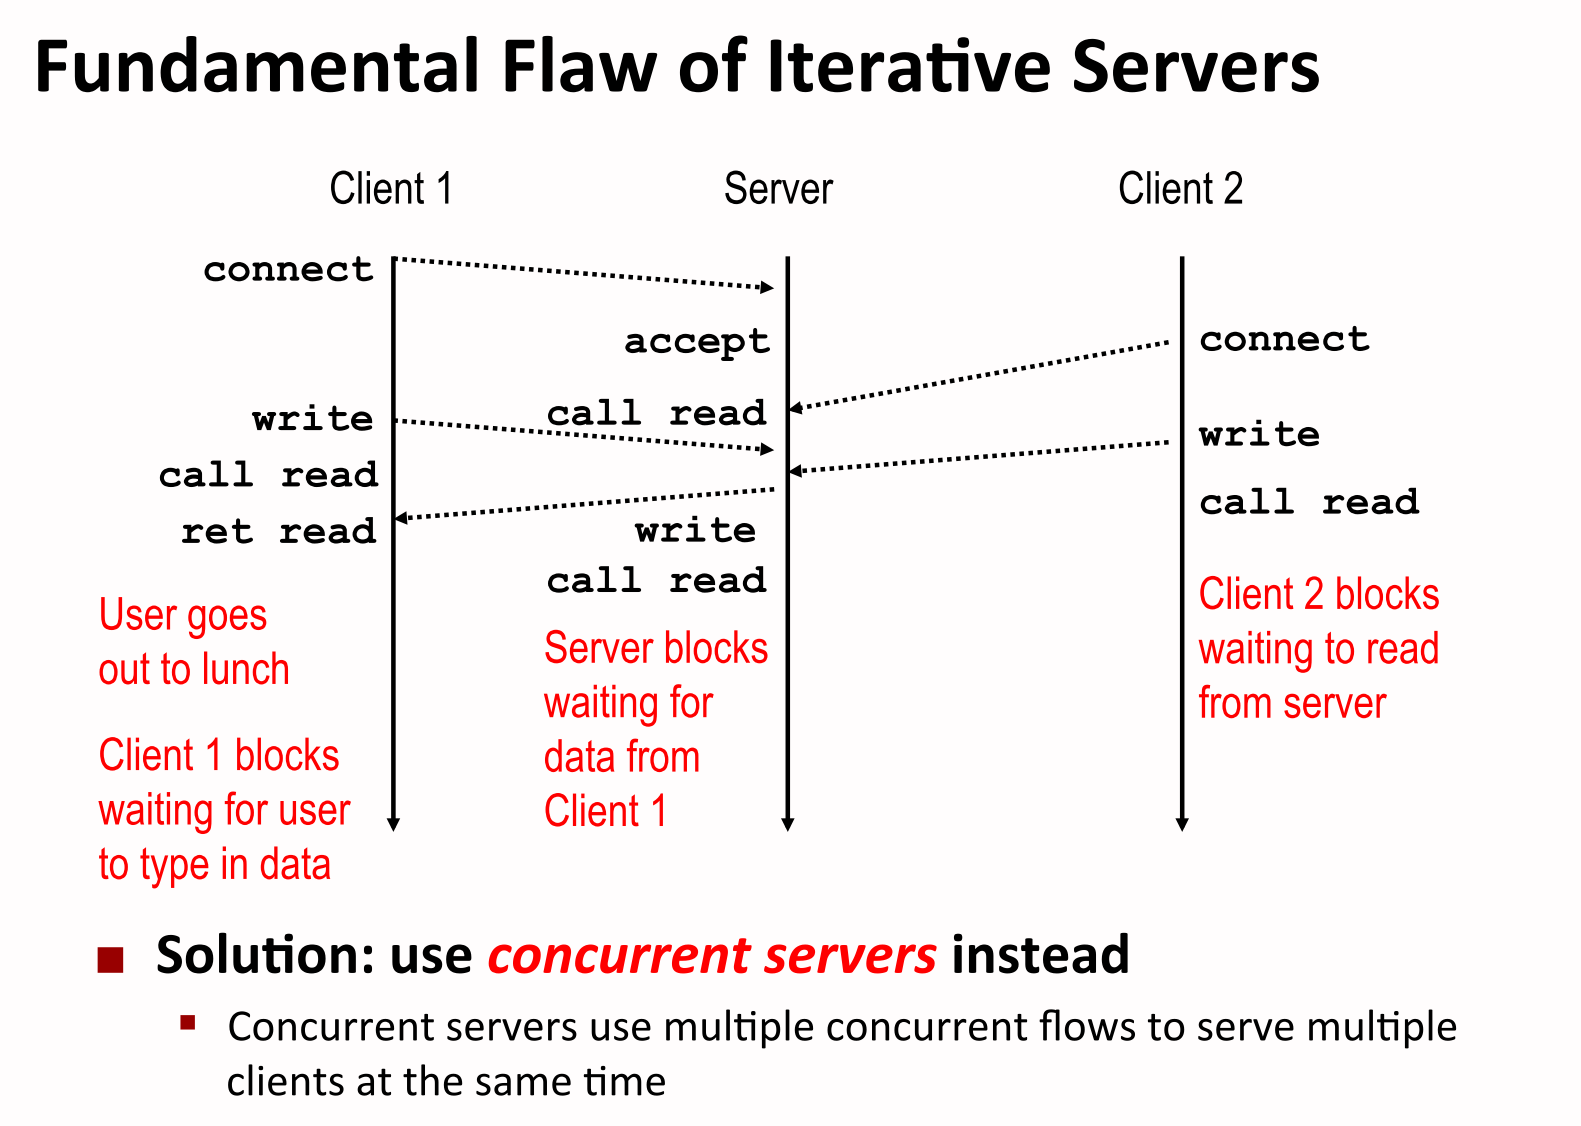 Fundamental Flaw of Iterative Servers
Client 1
Server
Client 2
connect
accept
connect
write
call read
write
call read
call read
ret read
write
call read
User goes
out to lunch
Client 1 blocks
waiting for user
to type in data
Server blocks
waiting for
data from
Client 1
Client 2 blocks
waiting to read
from server
Solution: use concurrent servers instead
Concurrent servers use multiple concurrent flows to serve multiple
clients at the same time